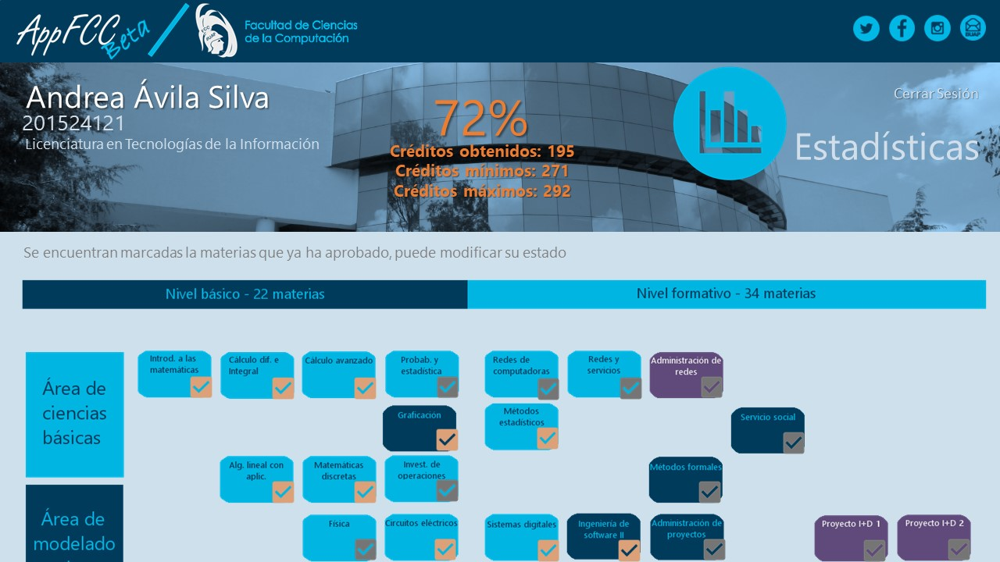 AppFCC Beta
Facultad de Ciencias
de la Computación
BUAP
Andrea Ávila Silva
201524121
Licenciatura en Tecnologías de la Información
72%
Créditos obtenidos: 195
Créditos mínimos: 271
Créditos máximos: 292
Cerrar Sesión
Estadísticas
Se encuentran marcadas la materias que ya ha aprobado, puede modificar su estado
Nivel básico - 22 materias
Nivel formativo - 34 materias
Área de
ciencias
básicas
Introd. a las
matemáticas
Cálculo dif. e
Integral
Cálculo avanzado
Probab. y
estadística
Redes de
computadoras
Redes y
servicios
Administración de
redes
Graficación
Métodos
estadísticos
Servicio social
Alg. lineal con
aplic.
Matemáticas
discretas
Invest. de
operaciones
Métodos formales
Área de
modelado
Física
Circuitos eléctricos
Sistemas digitales
Ingeniería de
software II
Administración de
proyectos
Proyecto I+D 1
Proyecto I+D 2